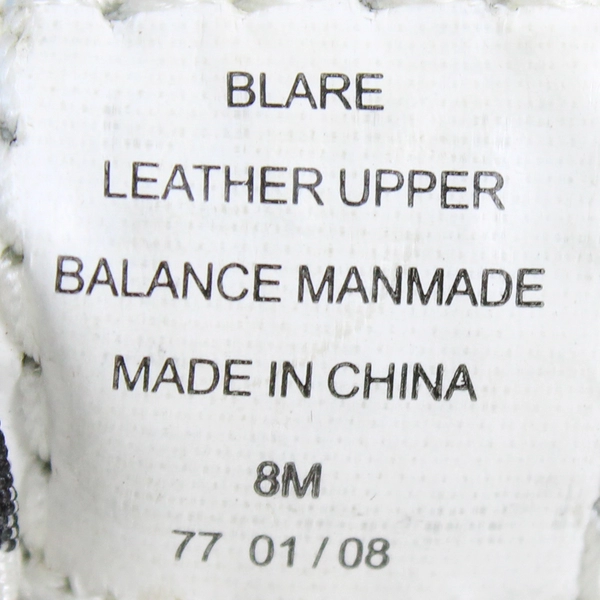 BLARE
LEATHER UPPER
BALANCE MANMADE
MADE IN CHINA
8M
77 01 / 08